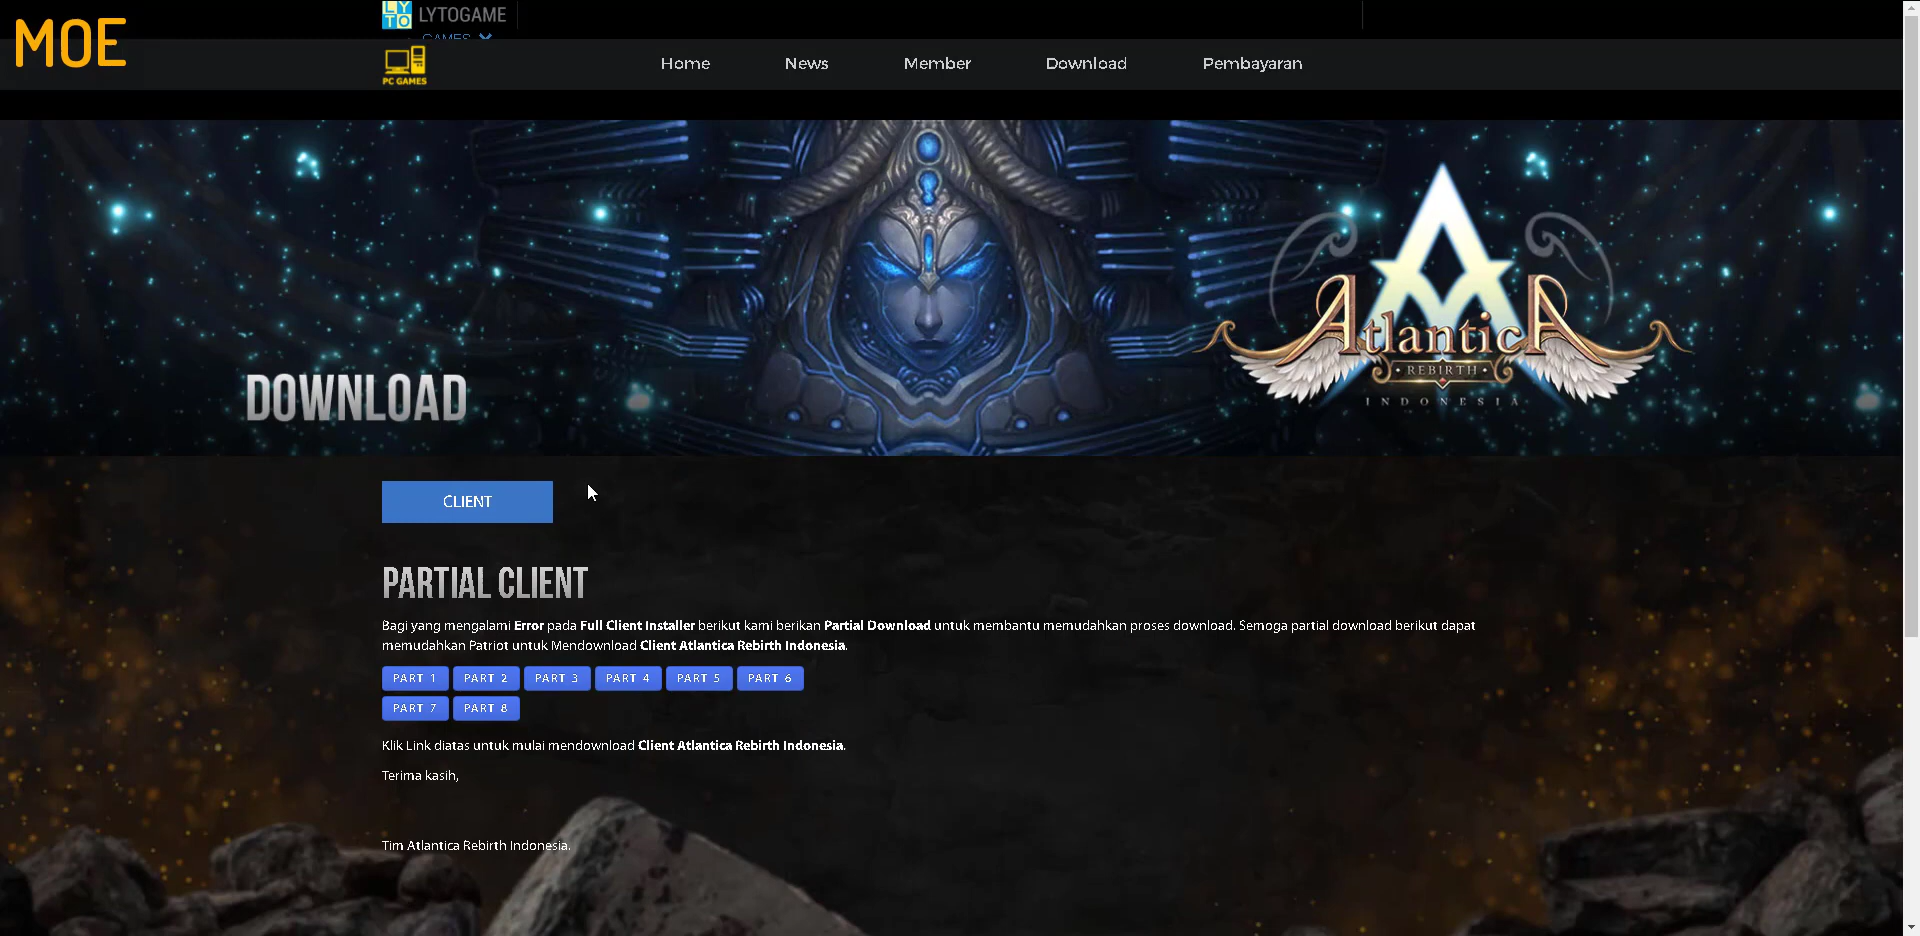 MOE
LYTO
LYTOGAME
GAMES
PC GAMES
Home
News
Member
Download
Pembayaran
AtlanticA
REBIRTH
INDONESIA
DOWNLOAD
CLIENT
PARTIAL CLIENT
Bagi yang mengalami Error pada Full Client Installer berikut kami berikan Partial Download untuk membantu memudahkan proses download. Semoga partial download berikut dapat
memudahkan Patriot untuk Mendownload Client Atlantica Rebirth Indonesia.
PART 1 PART 2 PART 3 PART 4 PART 5 PART 6
PART 7 PART 8
Klik Link diatas untuk mulai mendownload Client Atlantica Rebirth Indonesia.
Terima kasih,
Tim Atlantica Rebirth Indonesia.